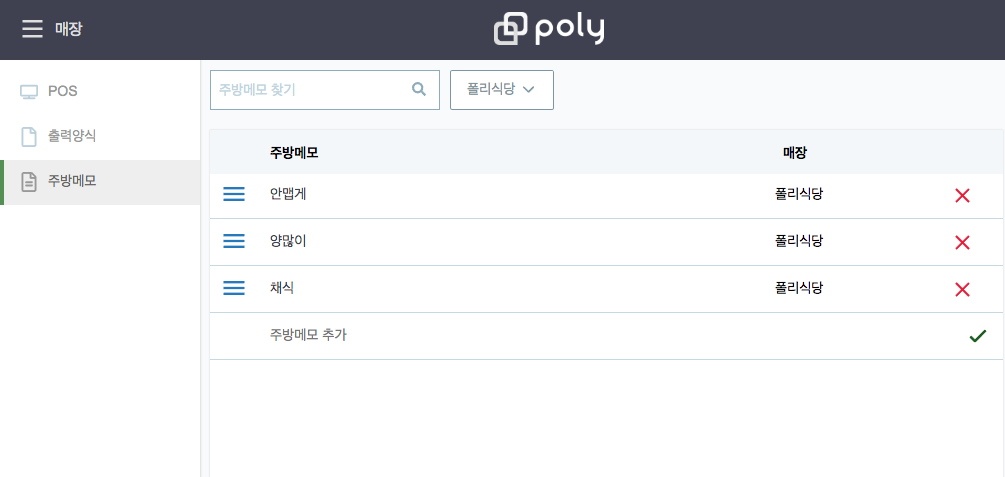 매장
poly
POS
출력양식
주방메모
주방메모 찾기
폴리식당
주방메모 매장
안맵게 폴리식당
양많이 폴리식당
채식 폴리식당
주방메모 추가